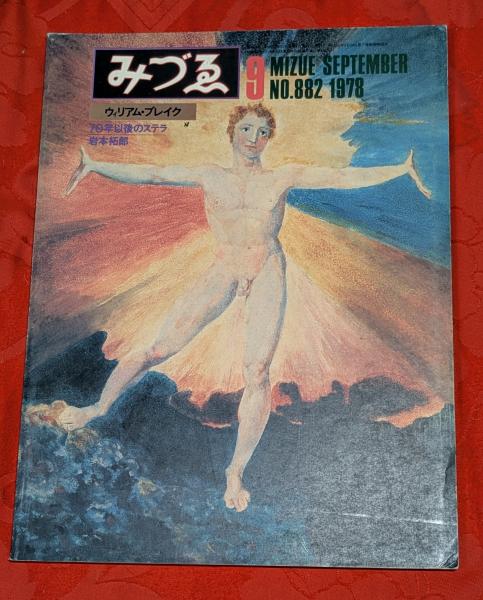 みづゑ
9 MIZUE SEPTEMBER
NO.882 1978
ウィリアム・ブレイク
70年以後のステラ
岩本拓郎